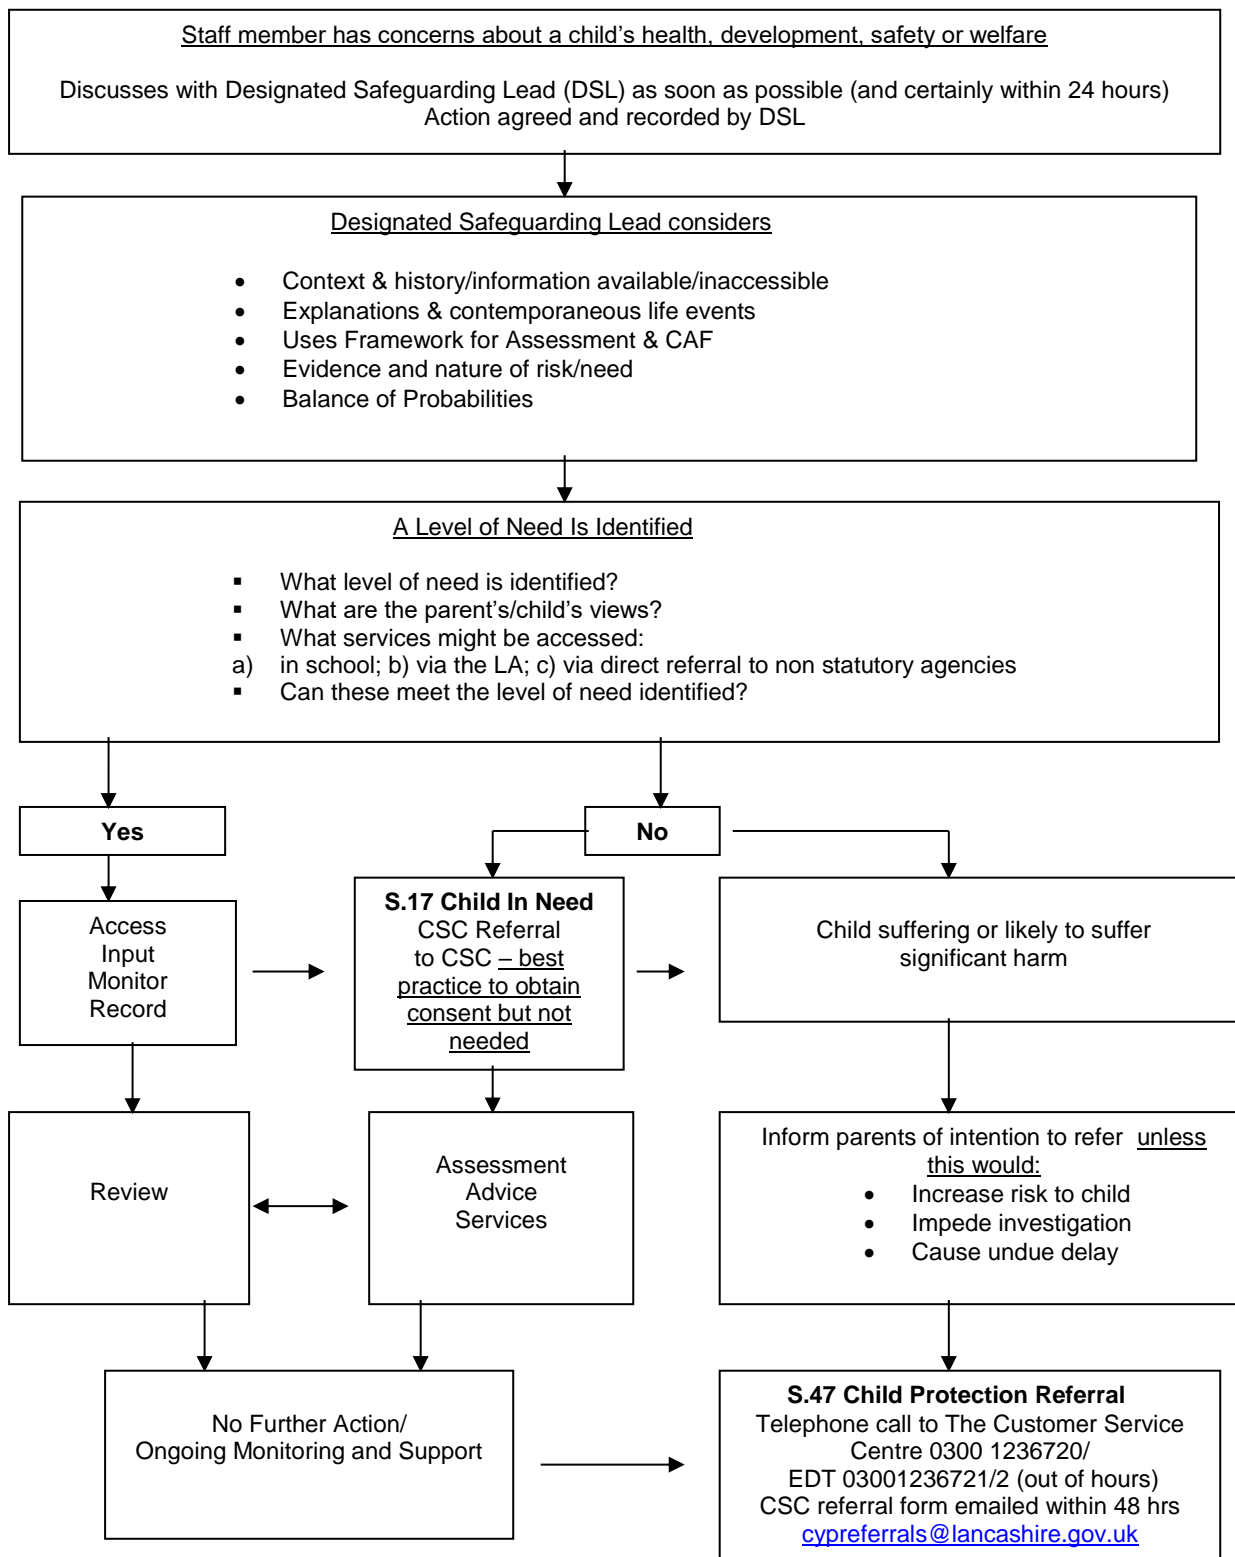 Staff member has concerns about a child's health, development, safety or welfare
Discusses with Designated Safeguarding Lead (DSL) as soon as possible (and certainly within 24 hours)
Action agreed and recorded by DSL
Designated Safeguarding Lead considers
• Context & history/information available/inaccessible
• Explanations & contemporaneous life events
• Uses Framework for Assessment & CAF
• Evidence and nature of risk/need
• Balance of Probabilities
A Level of Need Is Identified
▪ What level of need is identified?
▪ What are the parent's/child's views?
▪ What services might be accessed:
a) in school; b) via the LA; c) via direct referral to non statutory agencies
▪ Can these meet the level of need identified?
Yes
No
Access
Input
Monitor
Record
S.17 Child In Need
CSC Referral
to CSC – best
practice to obtain
consent but not
needed
Child suffering or likely to suffer
significant harm
Review
Assessment
Advice
Services
Inform parents of intention to refer unless
this would:
• Increase risk to child
• Impede investigation
• Cause undue delay
No Further Action/
Ongoing Monitoring and Support
S.47 Child Protection Referral
Telephone call to The Customer Service
Centre 0300 1236720/
EDT 03001236721/2 (out of hours)
CSC referral form emailed within 48 hrs
cypreferrals@lancashire.gov.uk